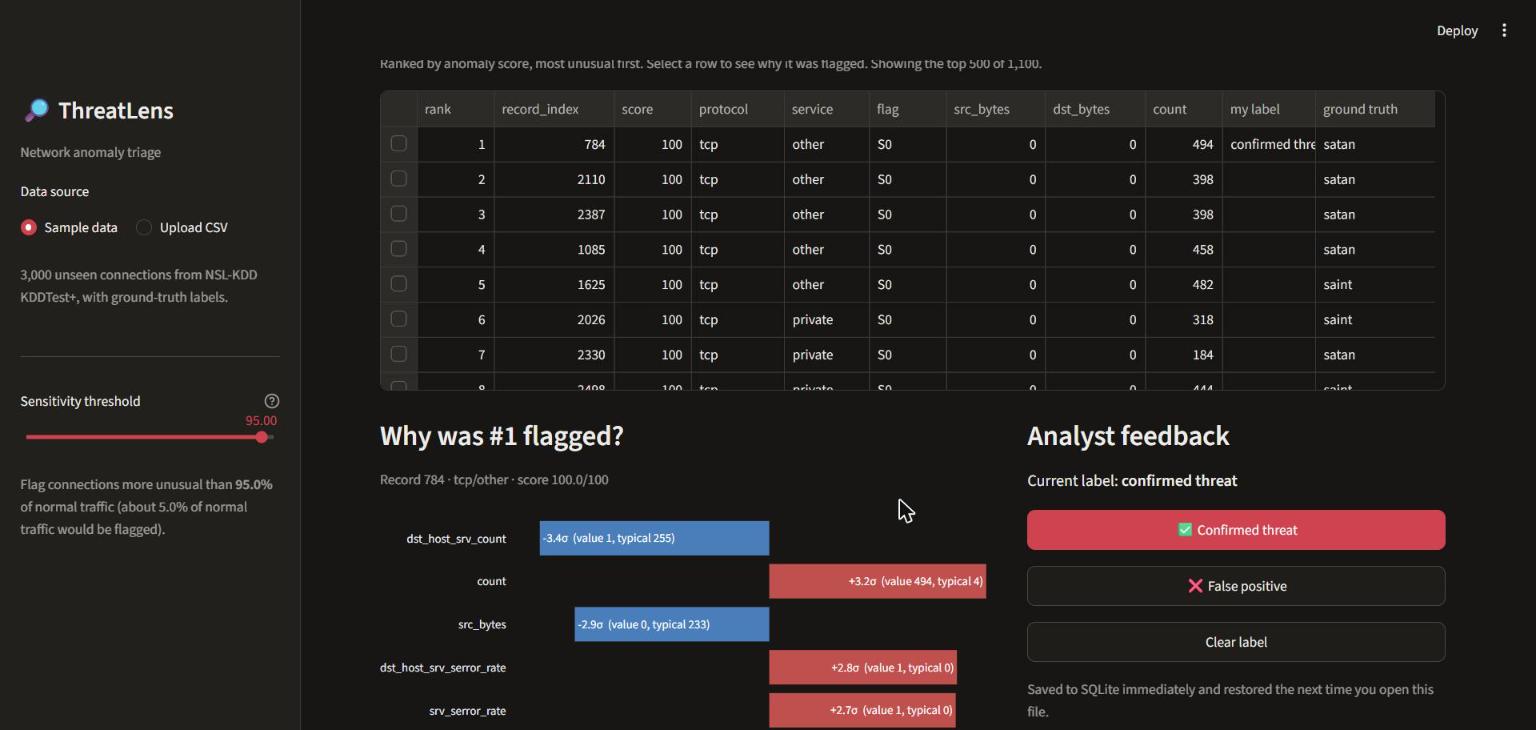 Deploy
ThreatLens
Network anomaly triage
Data source
Sample data Upload CSV
3,000 unseen connections from NSL-KDD
KDDTest+, with ground-truth labels.
Sensitivity threshold
95.00
Flag connections more unusual than 95.0%
of normal traffic (about 5.0% of normal
traffic would be flagged).
Ranked by anomaly score, most unusual first. Select a row to see why it was flagged. Showing the top 500 of 1,100.
rank record_index score protocol service flag src_bytes dst_bytes count my label ground truth
1 784 100 tcp other S0 0 0 494 confirmed thre satan
2 2110 100 tcp other S0 0 0 398 satan
3 2387 100 tcp other S0 0 0 398 satan
4 1085 100 tcp other S0 0 0 458 satan
5 1625 100 tcp other S0 0 0 482 saint
6 2026 100 tcp private S0 0 0 318 saint
7 2330 100 tcp private S0 0 0 184 satan
8 2498 100 tcp private S0 0 0 444 saint
Why was #1 flagged?
Record 784 · tcp/other · score 100.0/100
dst_host_srv_count -3.4σ (value 1, typical 255)
count +3.2σ (value 494, typical 4)
src_bytes -2.9σ (value 0, typical 233)
dst_host_srv_serror_rate +2.8σ (value 1, typical 0)
srv_serror_rate +2.7σ (value 1, typical 0)
Analyst feedback
Current label: confirmed threat
✅ Confirmed threat
❌ False positive
Clear label
Saved to SQLite immediately and restored the next time you open this
file.